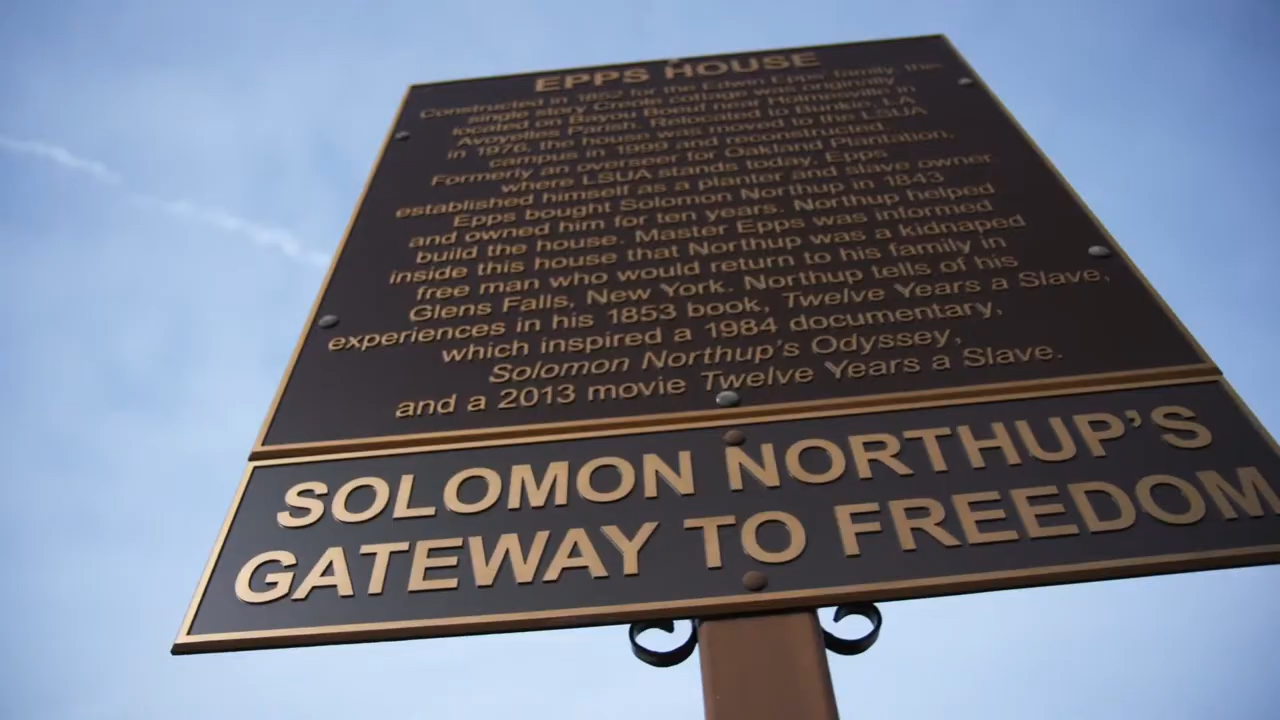 EPPS HOUSE
Constructed in 1852 for the Edwin Epps' family, this
single story Creole cottage was originally
located on Bayou Boeuf near Holmesville in
Avoyelles Parish. Relocated to Bunkie, LA
in 1976, the house was moved to the LSUA
campus in 1999 and reconstructed.
Formerly an overseer for Oakland Plantation,
where LSUA stands today, Epps
established himself as a planter and slave owner.
Epps bought Solomon Northup in 1843
and owned him for ten years. Northup helped
build the house. Master Epps was informed
inside this house that Northup was a kidnaped
free man who would return to his family in
Glens Falls, New York. Northup tells of his
experiences in his 1853 book, Twelve Years a Slave,
which inspired a 1984 documentary,
Solomon Northup's Odyssey,
and a 2013 movie Twelve Years a Slave.
SOLOMON NORTHUP'S
GATEWAY TO FREEDOM